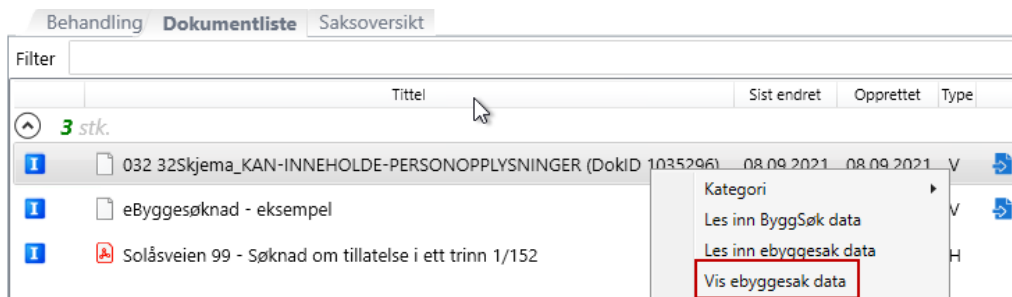 Behandling Dokumentliste Saksoversikt
Filter
Tittel Sist endret Opprettet Type
3 stk.
I 032 32Skjema_KAN-INNEHOLDE-PERSONOPPLYSNINGER (DokID 1035296) 08.09.2021 08.09.2021 V
Kategori
I eByggesøknad - eksempel V
Les inn ByggSøk data
I Solåsveien 99 - Søknad om tillatelse i ett trinn 1/152 H
Les inn ebyggesak data
Vis ebyggesak data